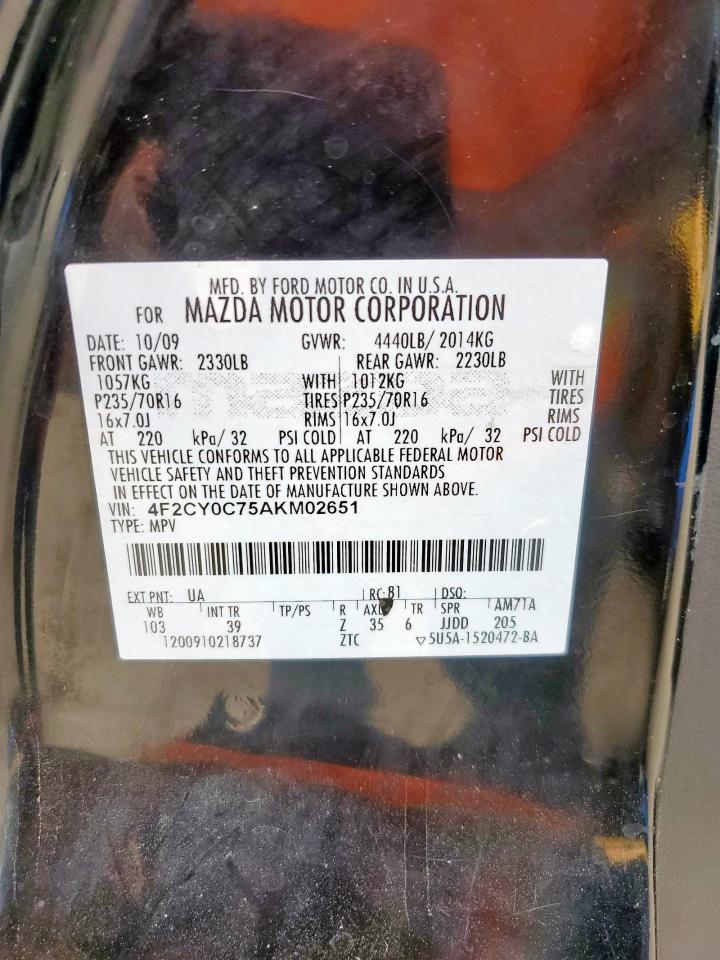 MFD. BY FORD MOTOR CO. IN U.S.A.
FOR MAZDA MOTOR CORPORATION
DATE: 10/09 GVWR: 4440LB/ 2014KG
FRONT GAWR: 2330LB REAR GAWR: 2230LB
1057KG WITH 1012KG WITH
P235/70R16 TIRES P235/70R16 TIRES
16x7.0J RIMS 16x7.0J RIMS
AT 220 kPa/ 32 PSI COLD AT 220 kPa/ 32 PSI COLD
THIS VEHICLE CONFORMS TO ALL APPLICABLE FEDERAL MOTOR
VEHICLE SAFETY AND THEFT PREVENTION STANDARDS
IN EFFECT ON THE DATE OF MANUFACTURE SHOWN ABOVE.
VIN: 4F2CY0C75AKM02651
TYPE: MPV
EXT PNT: UA RC: 81 DSO:
WB INT TR TP/PS R AXLE TR SPR AM71A
103 39 Z 35 6 JJDD 205
1200910218737 ZTC ▽5U5A-1520472-BA